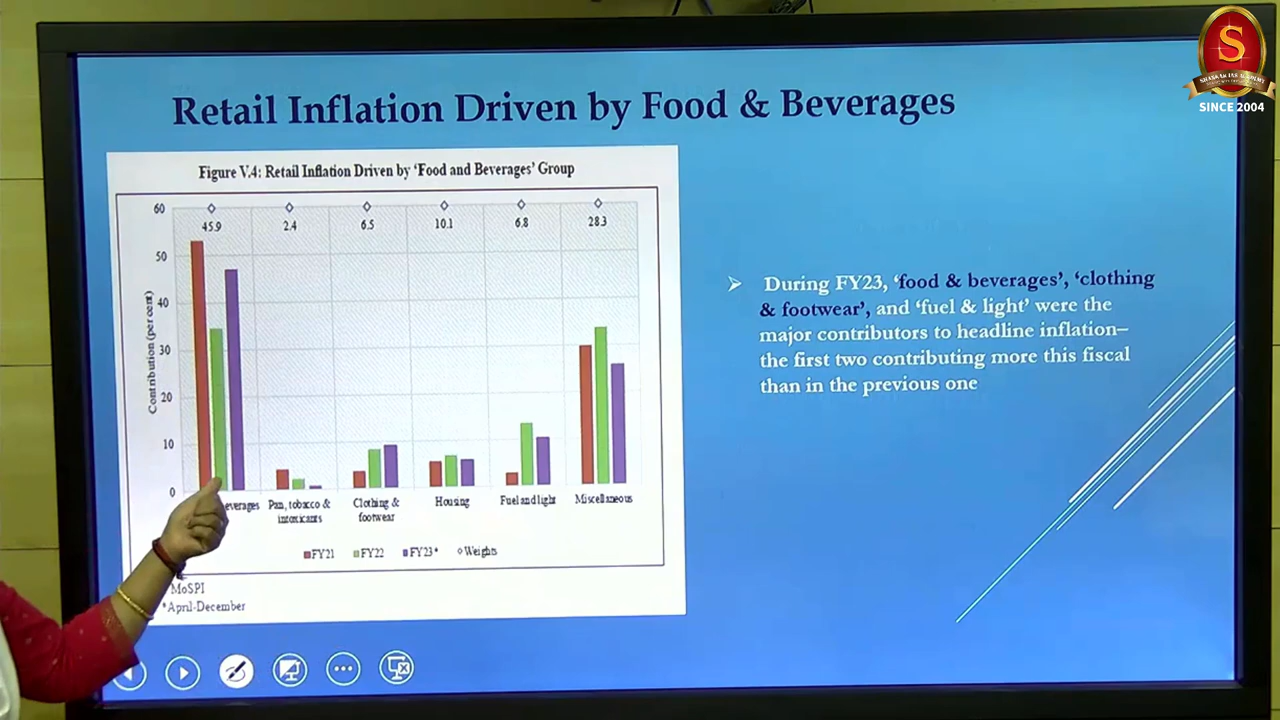 S
SHANKAR IAS ACADEMY
SINCE 2004
Retail Inflation Driven by Food & Beverages
Figure V.4: Retail Inflation Driven by 'Food and Beverages' Group
60
50
40
30
20
10
0
Contribution (per cent)
45.9
2.4
6.5
10.1
6.8
28.3
everages
Pan, tobacco &
intoxicants
Clothing &
footwear
Housing
Fuel and light
Miscellaneous
FY21
FY22
FY23*
Weights
MoSPI
*April-December
During FY23, 'food & beverages', 'clothing
& footwear', and 'fuel & light' were the
major contributors to headline inflation–
the first two contributing more this fiscal
than in the previous one